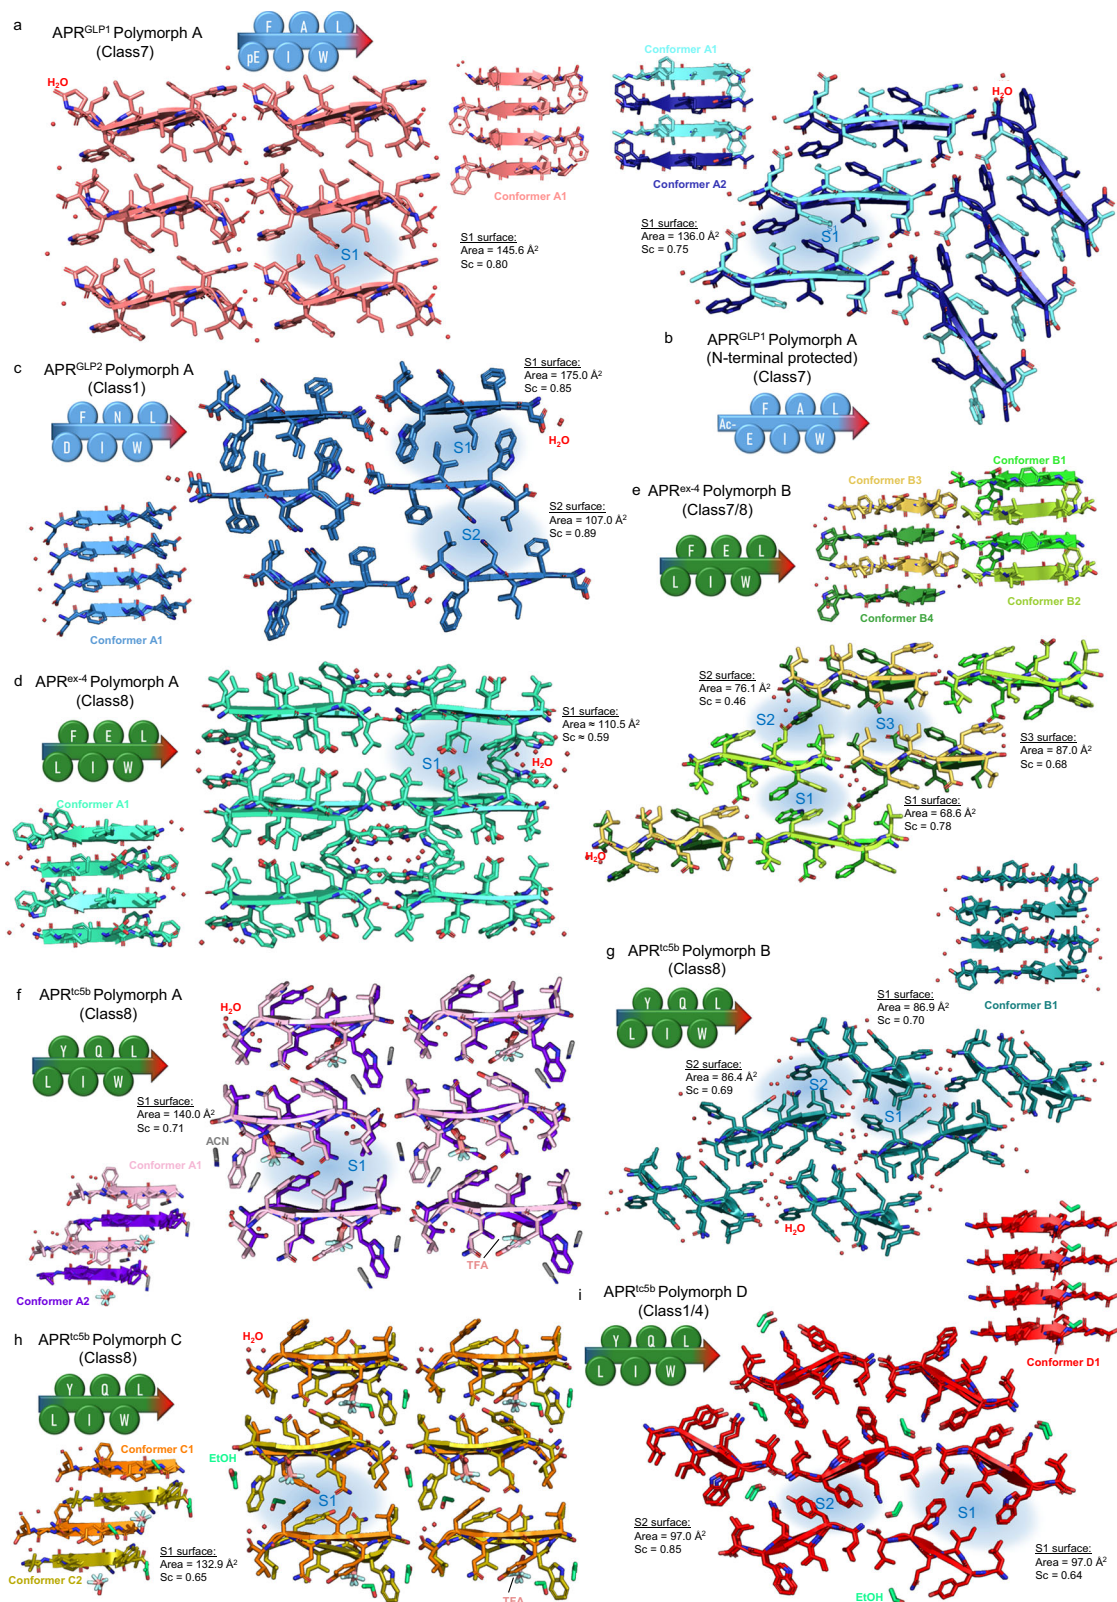 a
APR^GLP1 Polymorph A
(Class7)
F A L
pE I W
H₂O
Conformer A1
S1
S1 surface:
Area = 145.6 Å²
Sc = 0.80
Conformer A1
Conformer A2
H₂O
S1 surface:
Area = 136.0 Å²
Sc = 0.75
S1
b
APR^GLP1 Polymorph A
(N-terminal protected)
(Class7)
F A L
Ac- E I W
c
APR^GLP2 Polymorph A
(Class1)
F N L
D I W
Conformer A1
S1 surface:
Area = 175.0 Å²
Sc = 0.85
S1
H₂O
S2 surface:
Area = 107.0 Å²
Sc = 0.89
S2
d
APR^ex-4 Polymorph A
(Class8)
F E L
L I W
Conformer A1
S1 surface:
Area ≈ 110.5 Å²
Sc ≈ 0.59
S1
H₂O
e
APR^ex-4 Polymorph B
(Class7/8)
F E L
L I W
Conformer B3
Conformer B1
Conformer B4
Conformer B2
S2 surface:
Area = 76.1 Å²
Sc = 0.46
S2
S3
S3 surface:
Area = 87.0 Å²
Sc = 0.68
S1
S1 surface:
Area = 68.6 Å²
Sc = 0.78
H₂O
f
APR^tc5b Polymorph A
(Class8)
Y Q L
L I W
H₂O
S1 surface:
Area = 140.0 Å²
Sc = 0.71
ACN
S1
Conformer A1
Conformer A2
TFA
g
APR^tc5b Polymorph B
(Class8)
Y Q L
L I W
Conformer B1
S1 surface:
Area = 86.9 Å²
Sc = 0.70
S2 surface:
Area = 86.4 Å²
Sc = 0.69
S2
S1
H₂O
h
APR^tc5b Polymorph C
(Class8)
Y Q L
L I W
H₂O
Conformer C1
EtOH
S1
S1 surface:
Area = 132.9 Å²
Sc = 0.65
Conformer C2
TFA
i
APR^tc5b Polymorph D
(Class1/4)
Y Q L
L I W
Conformer D1
S2
S1
S2 surface:
Area = 97.0 Å²
Sc = 0.85
S1 surface:
Area = 97.0 Å²
Sc = 0.64
EtOH